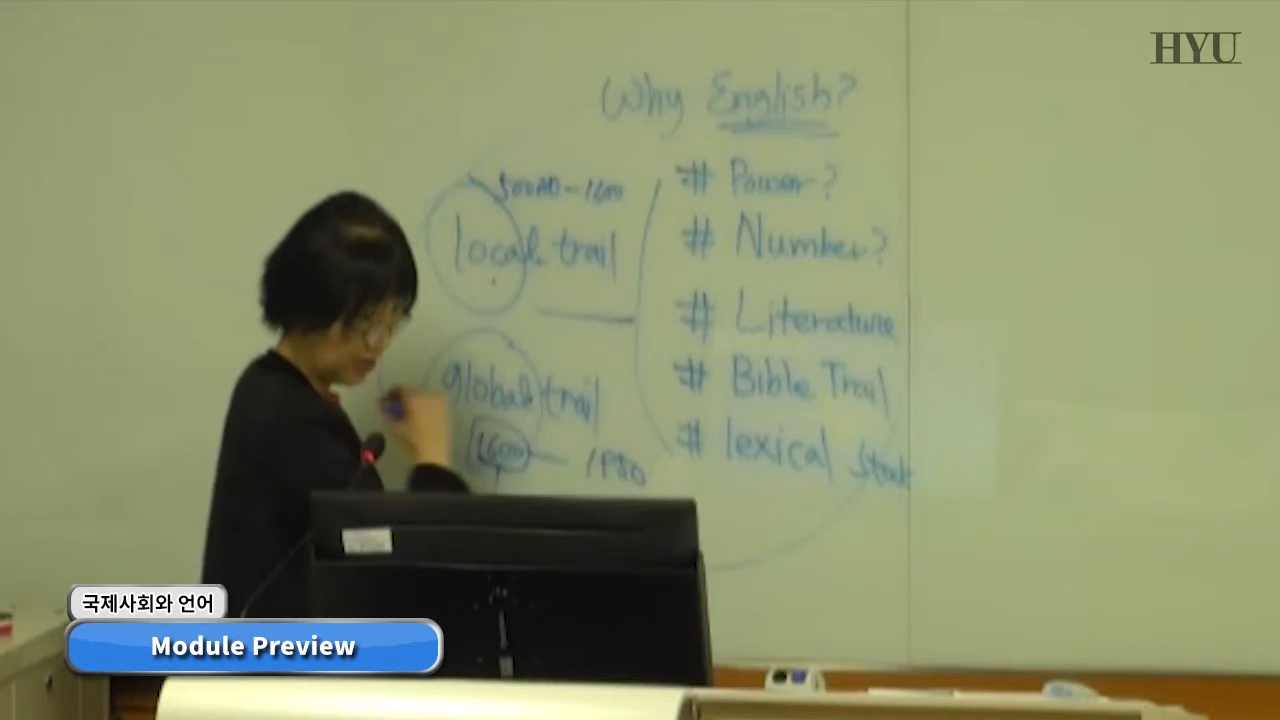 HYU
Why English?
500AD-1600
local trail
global trail
1600 — 1980
# Power?
# Number?
# Literature
# Bible Trail
# lexical
국제사회와 언어
Module Preview